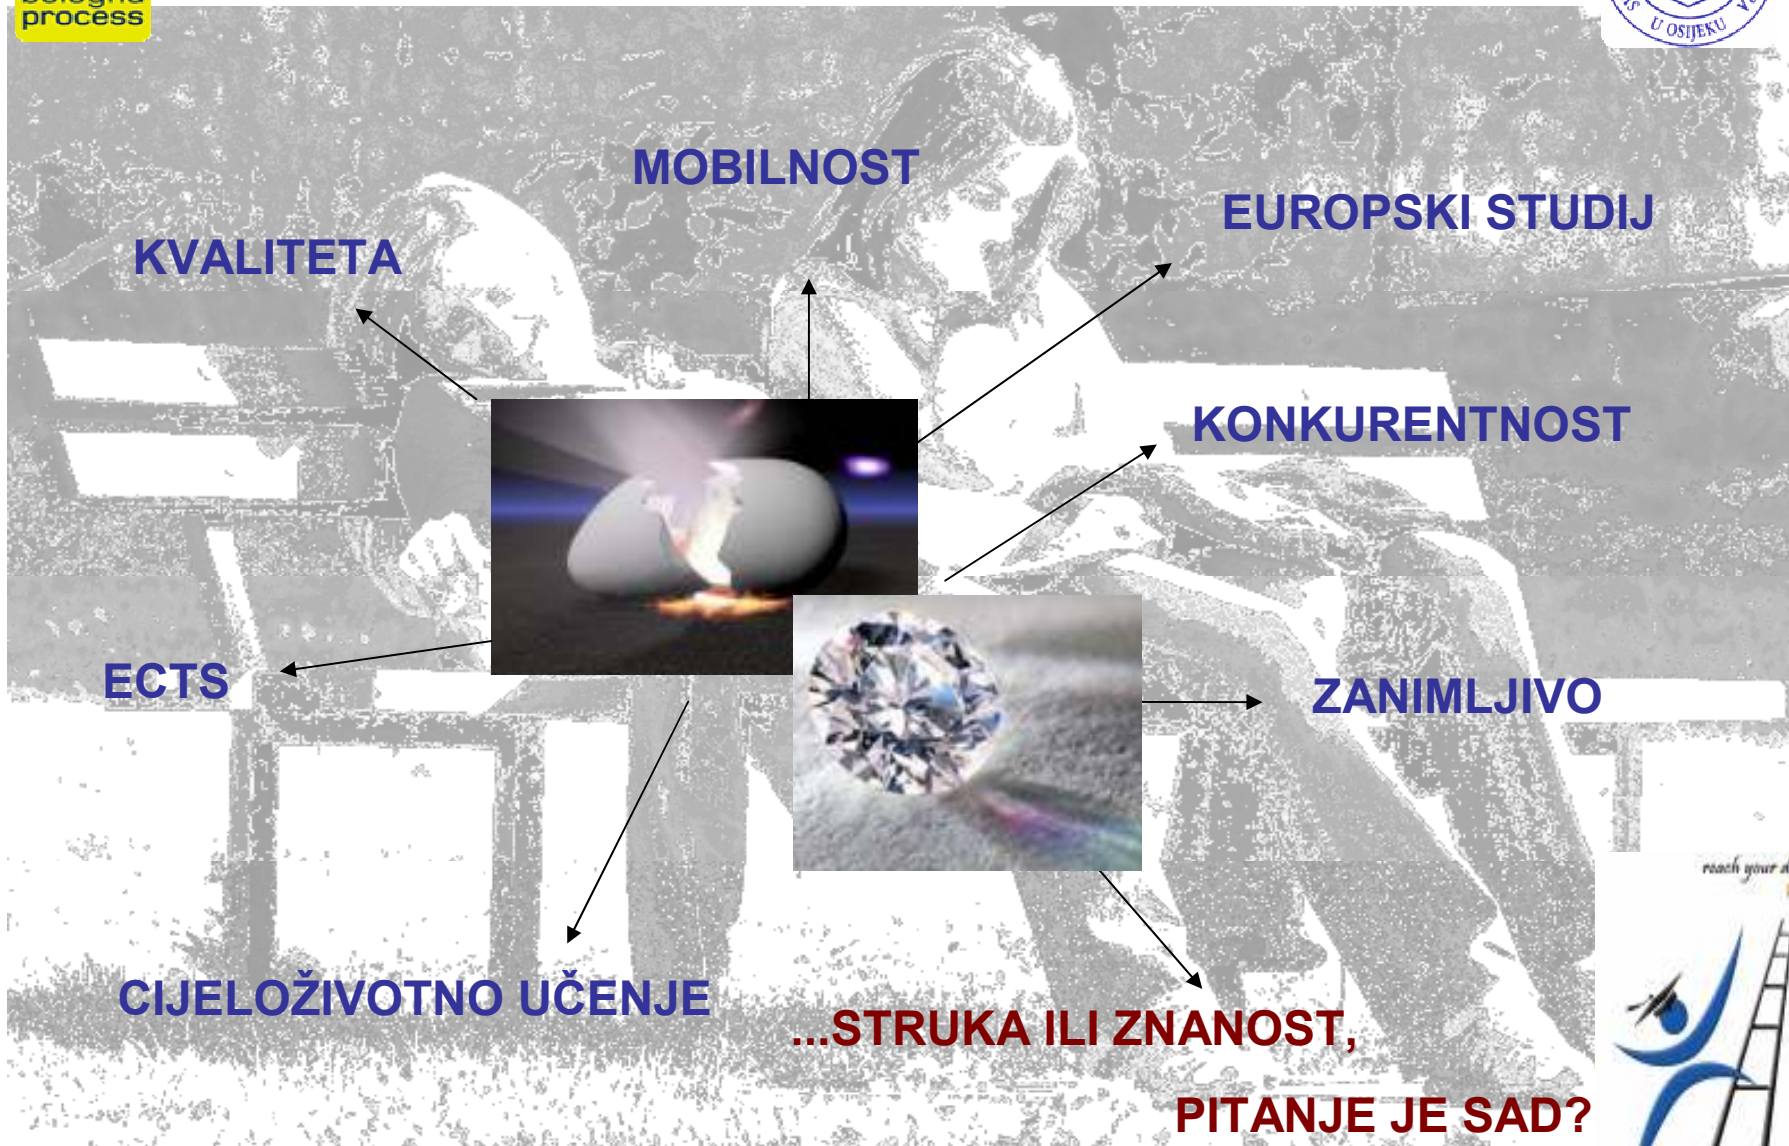 process
U OSIJEKU
MOBILNOST
EUROPSKI STUDIJ
KVALITETA
KONKURENTNOST
ECTS
ZANIMLJIVO
reach your
CIJELOŽIVOTNO UČENJE
...STRUKA ILI ZNANOST,
PITANJE JE SAD?